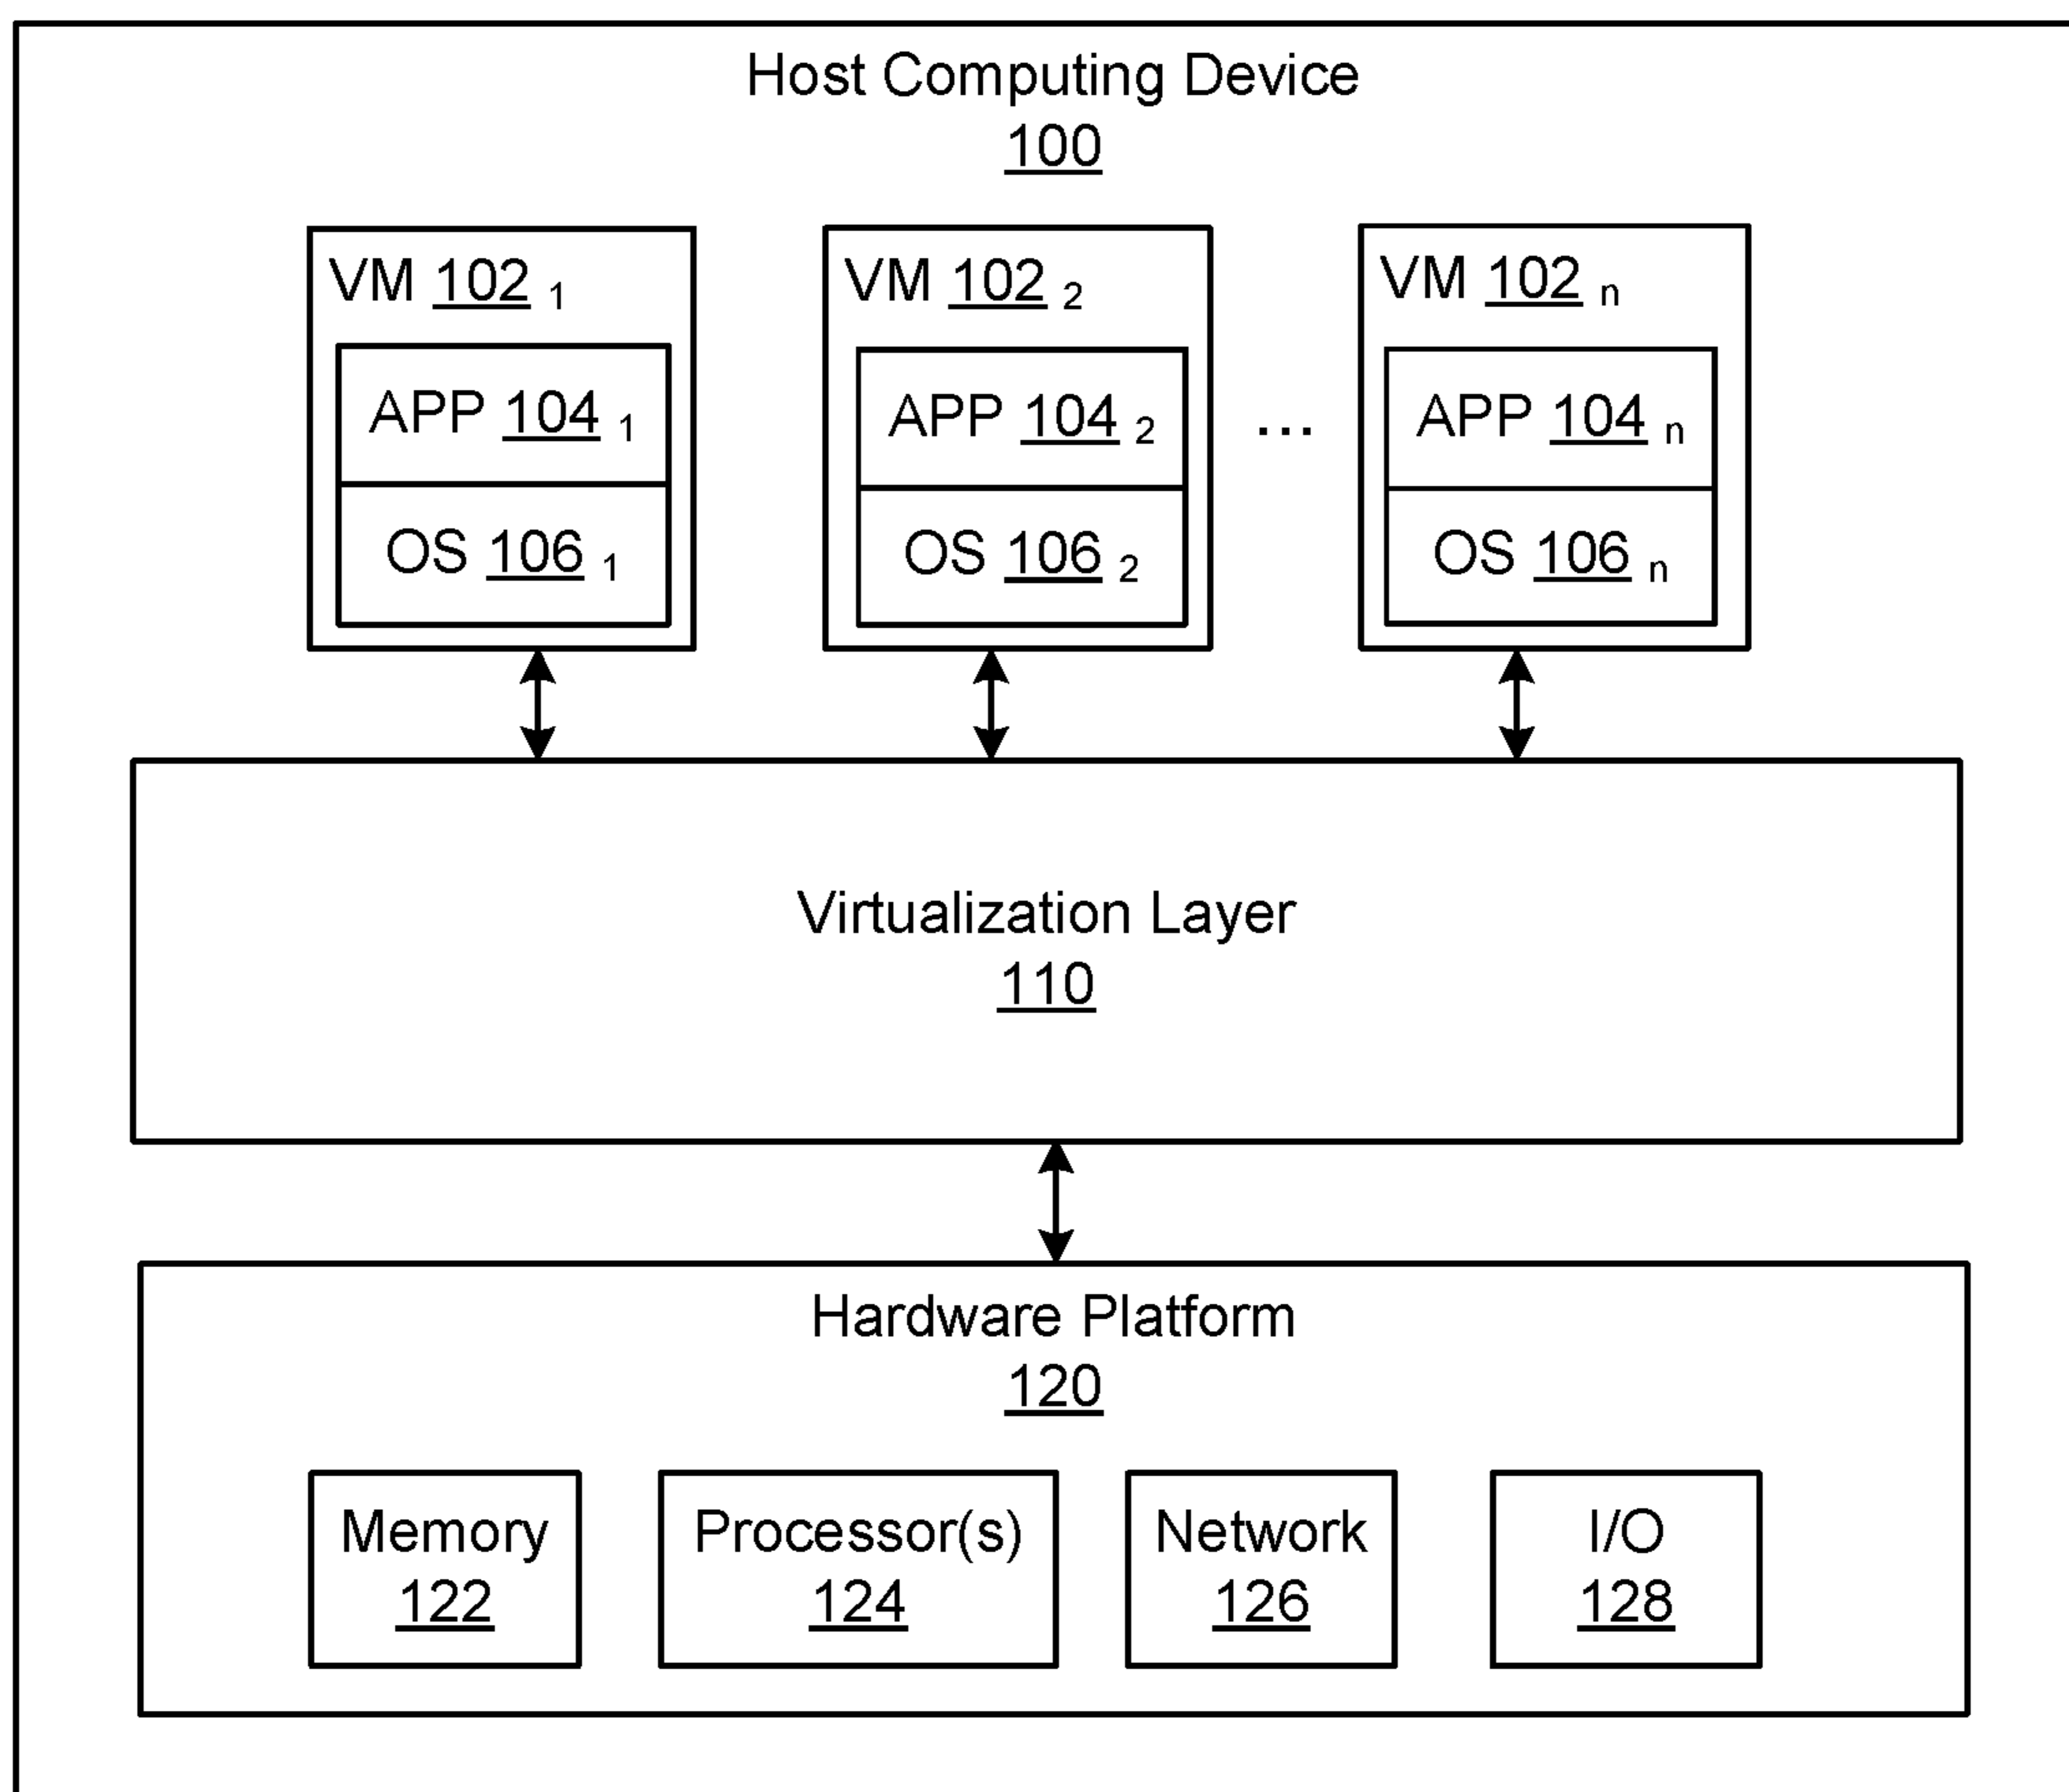 Host Computing Device
100
VM 102 1
VM 102 2
VM 102 n
APP 104 1
APP 104 2
...
APP 104 n
OS 106 1
OS 106 2
OS 106 n
Virtualization Layer
110
Hardware Platform
120
Memory
122
Processor(s)
124
Network
126
I/O
128